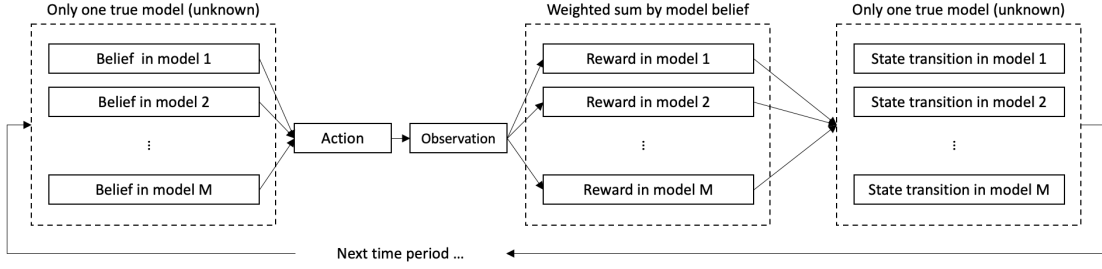 Only one true model (unknown)
Belief in model 1
Belief in model 2
⋮
Belief in model M
Action
Observation
Weighted sum by model belief
Reward in model 1
Reward in model 2
⋮
Reward in model M
Only one true model (unknown)
State transition in model 1
State transition in model 2
⋮
State transition in model M
Next time period ...